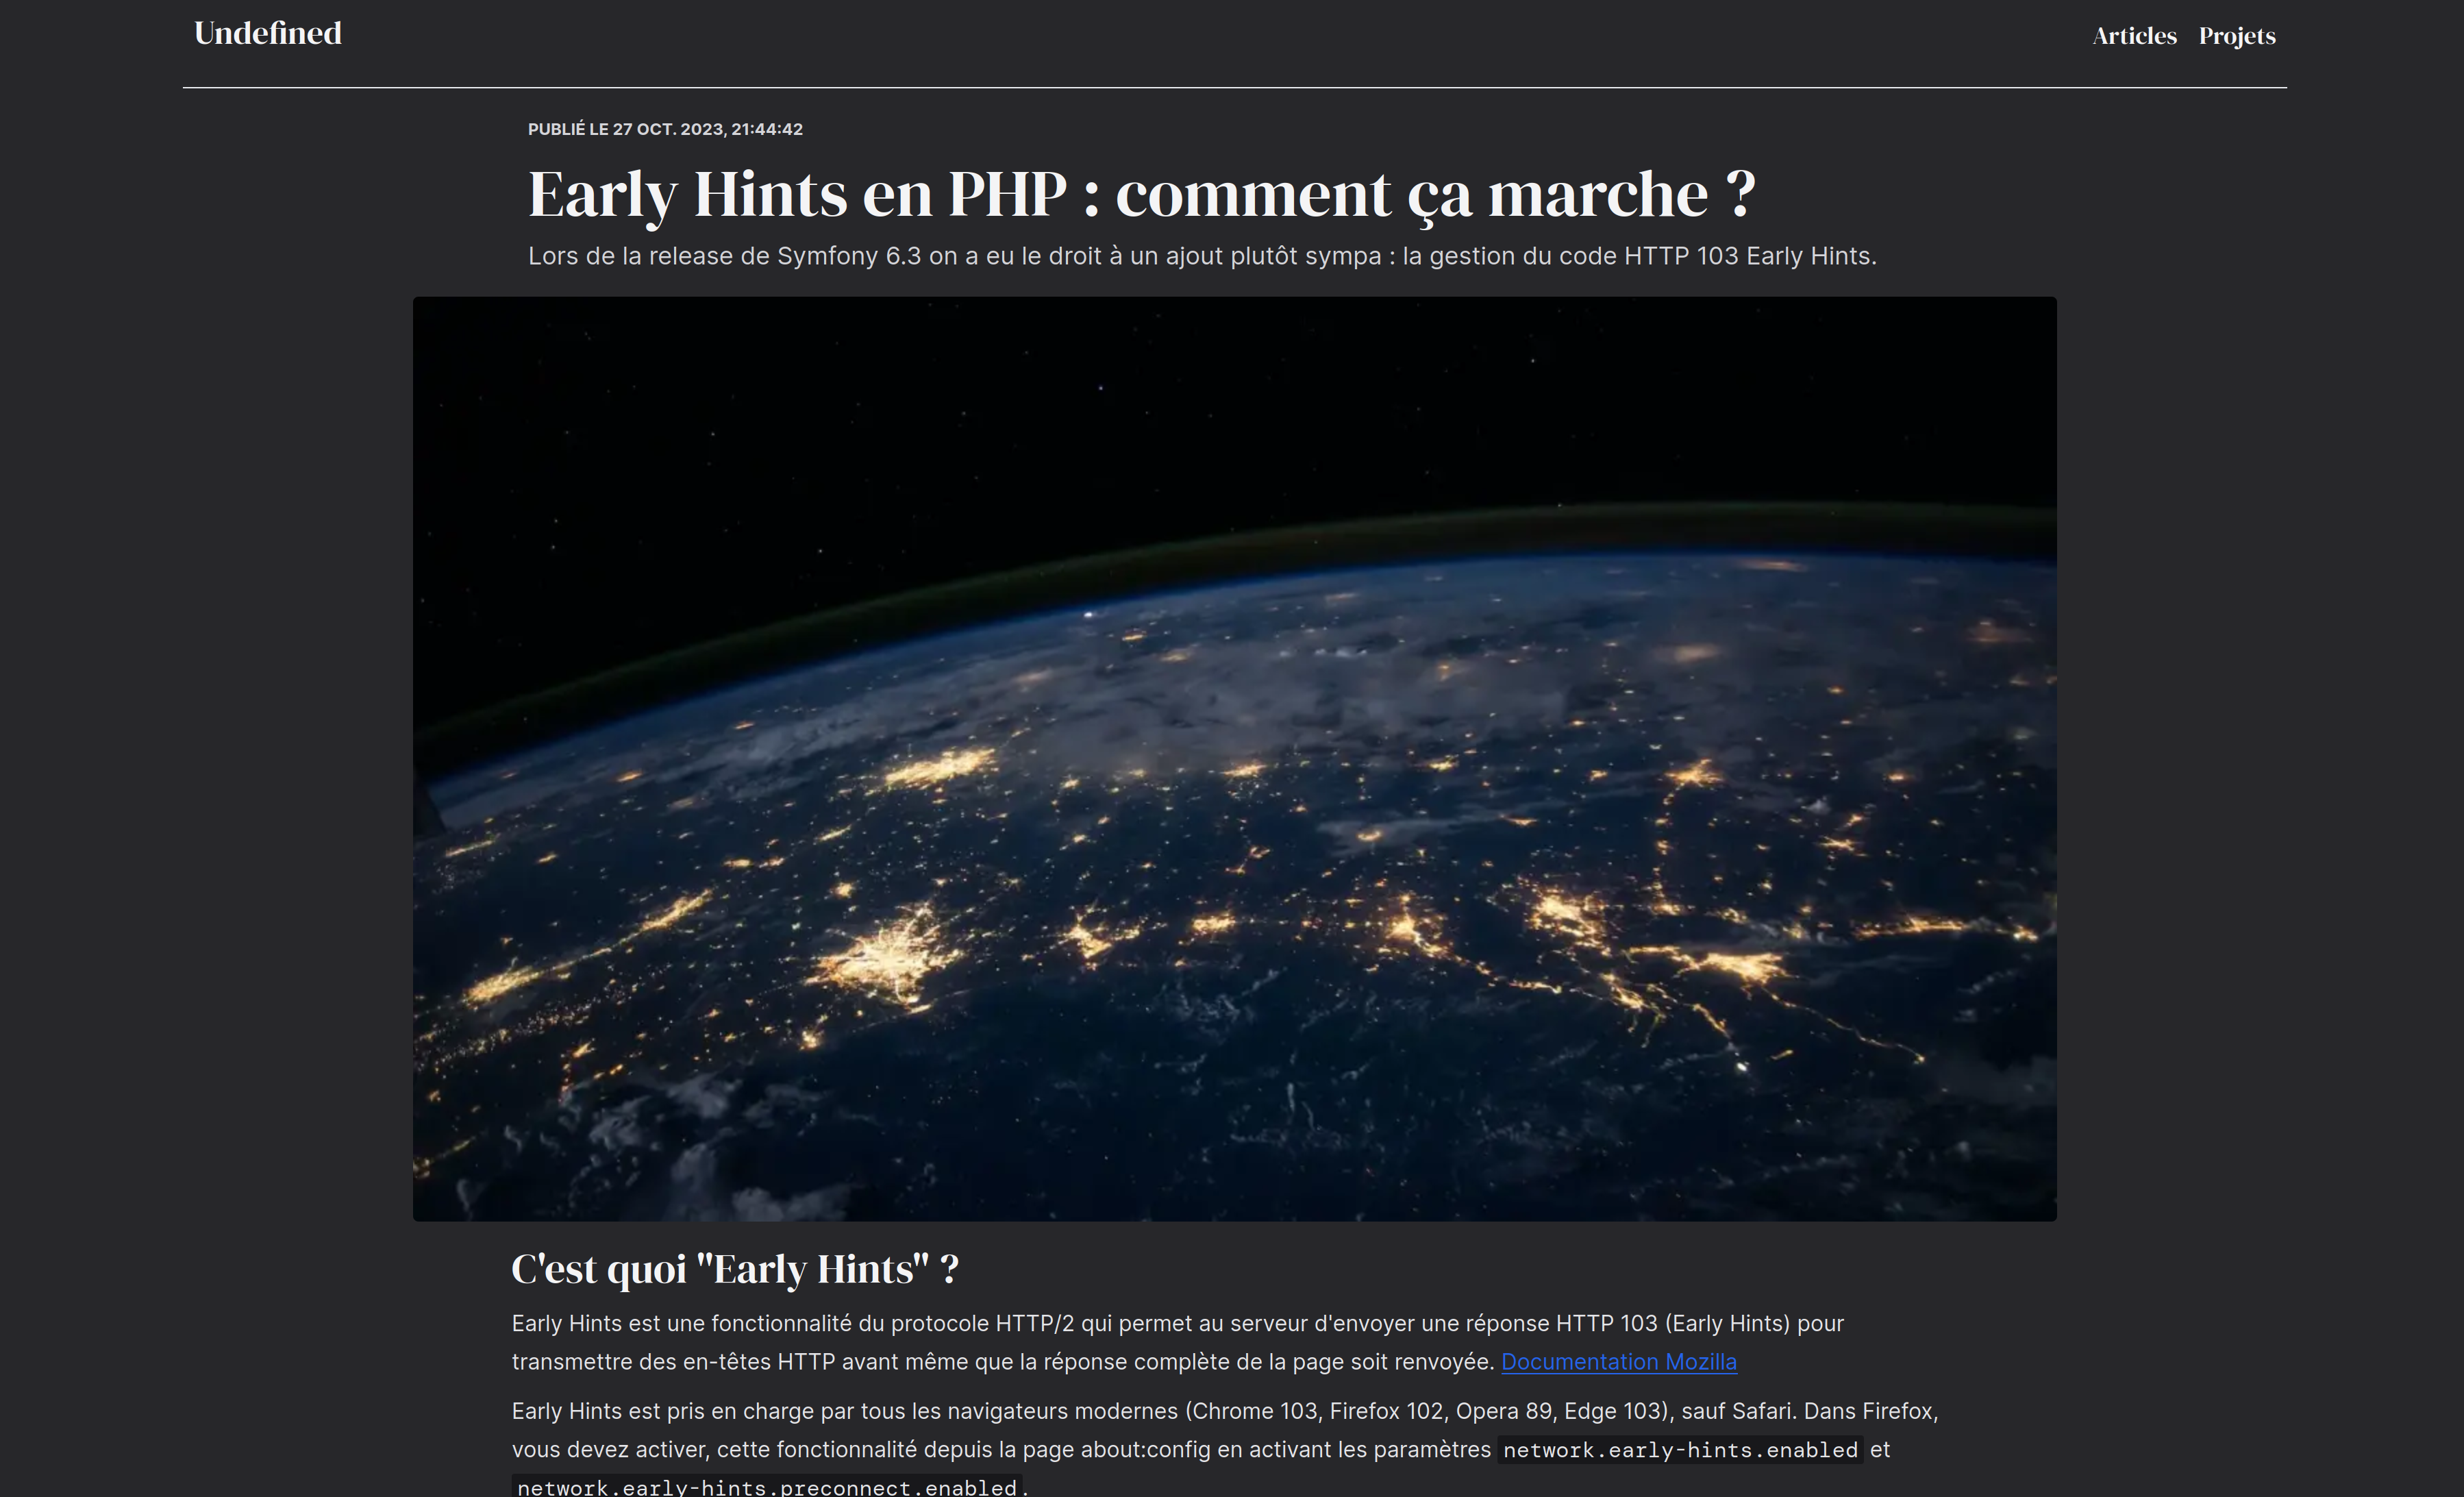 Undefined
Articles Projets
PUBLIÉ LE 27 OCT. 2023, 21:44:42
Early Hints en PHP : comment ça marche ?
Lors de la release de Symfony 6.3 on a eu le droit à un ajout plutôt sympa : la gestion du code HTTP 103 Early Hints.
C'est quoi "Early Hints" ?
Early Hints est une fonctionnalité du protocole HTTP/2 qui permet au serveur d'envoyer une réponse HTTP 103 (Early Hints) pour
transmettre des en-têtes HTTP avant même que la réponse complète de la page soit renvoyée. Documentation Mozilla
Early Hints est pris en charge par tous les navigateurs modernes (Chrome 103, Firefox 102, Opera 89, Edge 103), sauf Safari. Dans Firefox,
vous devez activer, cette fonctionnalité depuis la page about:config en activant les paramètres network.early-hints.enabled et
network.early-hints.preconnect.enabled.